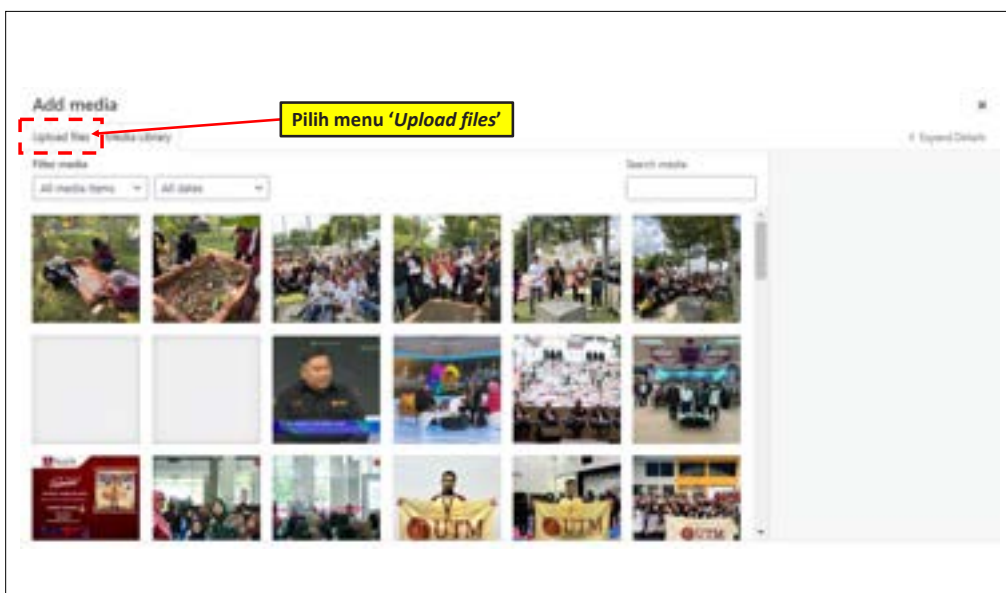 Add media
Pilih menu ‘Upload files’
Upload files
Media Library
Expand Details
Filter media
Search media
All media items
All dates
UTM
UTM
UTM